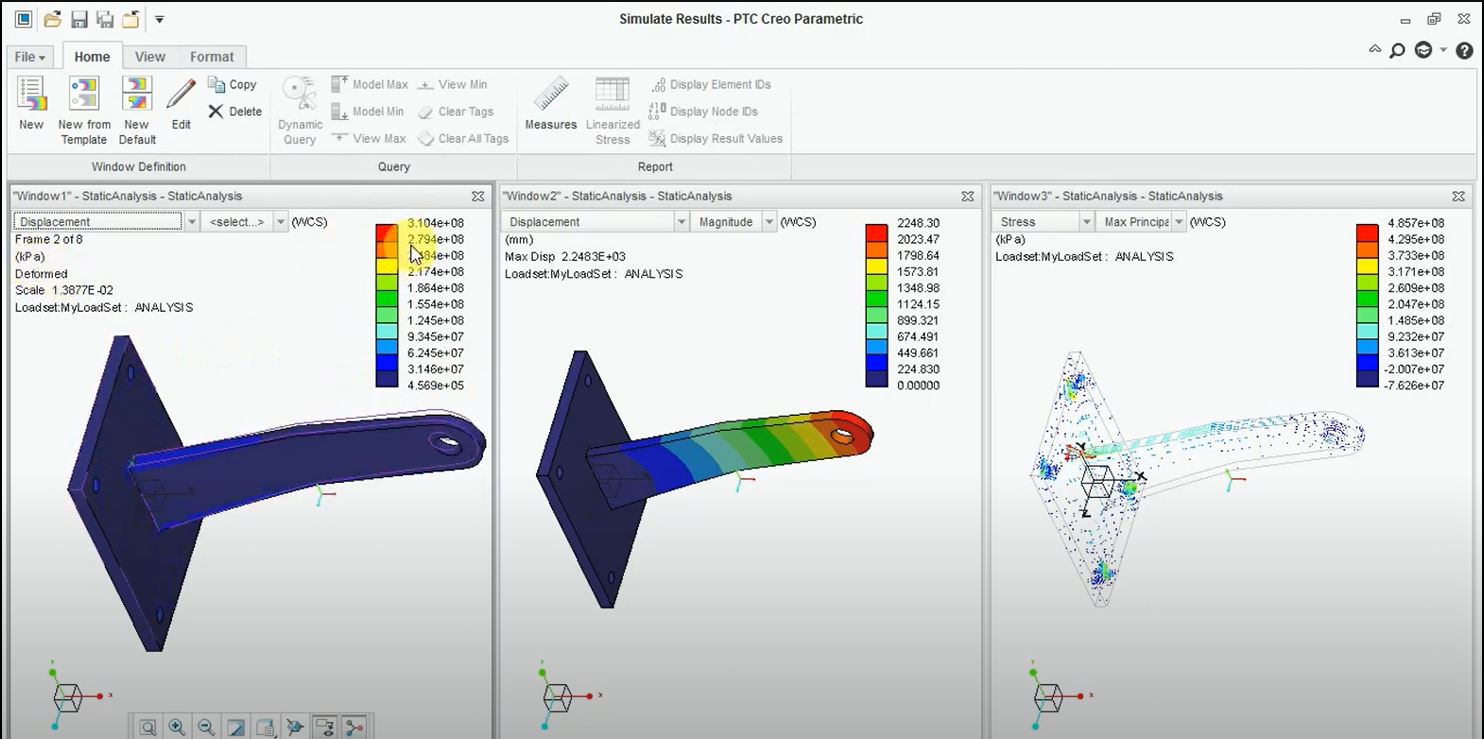 Simulate Results - PTC Creo Parametric
File Home View Format
New
New from Template
New Default
Edit
Copy
Delete
Window Definition
Dynamic Query
Model Max
Model Min
View Max
View Min
Clear Tags
Clear All Tags
Query
Measures
Linearized Stress
Display Element IDs
Display Node IDs
Display Result Values
Report
"Window1" - StaticAnalysis - StaticAnalysis
Displacement <select...> (WCS)
Frame 2 of 8
(kPa)
Deformed
Scale 1.3877E-02
Loadset:MyLoadSet : ANALYSIS
3.104e+08
2.794e+08
2.174e+08
1.864e+08
1.554e+08
1.245e+08
9.345e+07
6.245e+07
3.146e+07
4.569e+05
"Window2" - StaticAnalysis - StaticAnalysis
Displacement Magnitude (WCS)
(mm)
Max Disp 2.2483E+03
Loadset:MyLoadSet : ANALYSIS
2248.30
2023.47
1798.64
1573.81
1348.98
1124.15
899.321
674.491
449.661
224.830
0.00000
"Window3" - StaticAnalysis - StaticAnalysis
Stress Max Principa (WCS)
(kPa)
Loadset:MyLoadSet : ANALYSIS
4.857e+08
4.295e+08
3.733e+08
3.171e+08
2.609e+08
2.047e+08
1.485e+08
9.232e+07
3.613e+07
-2.007e+07
-7.626e+07
Y
X
Z
x
x
x